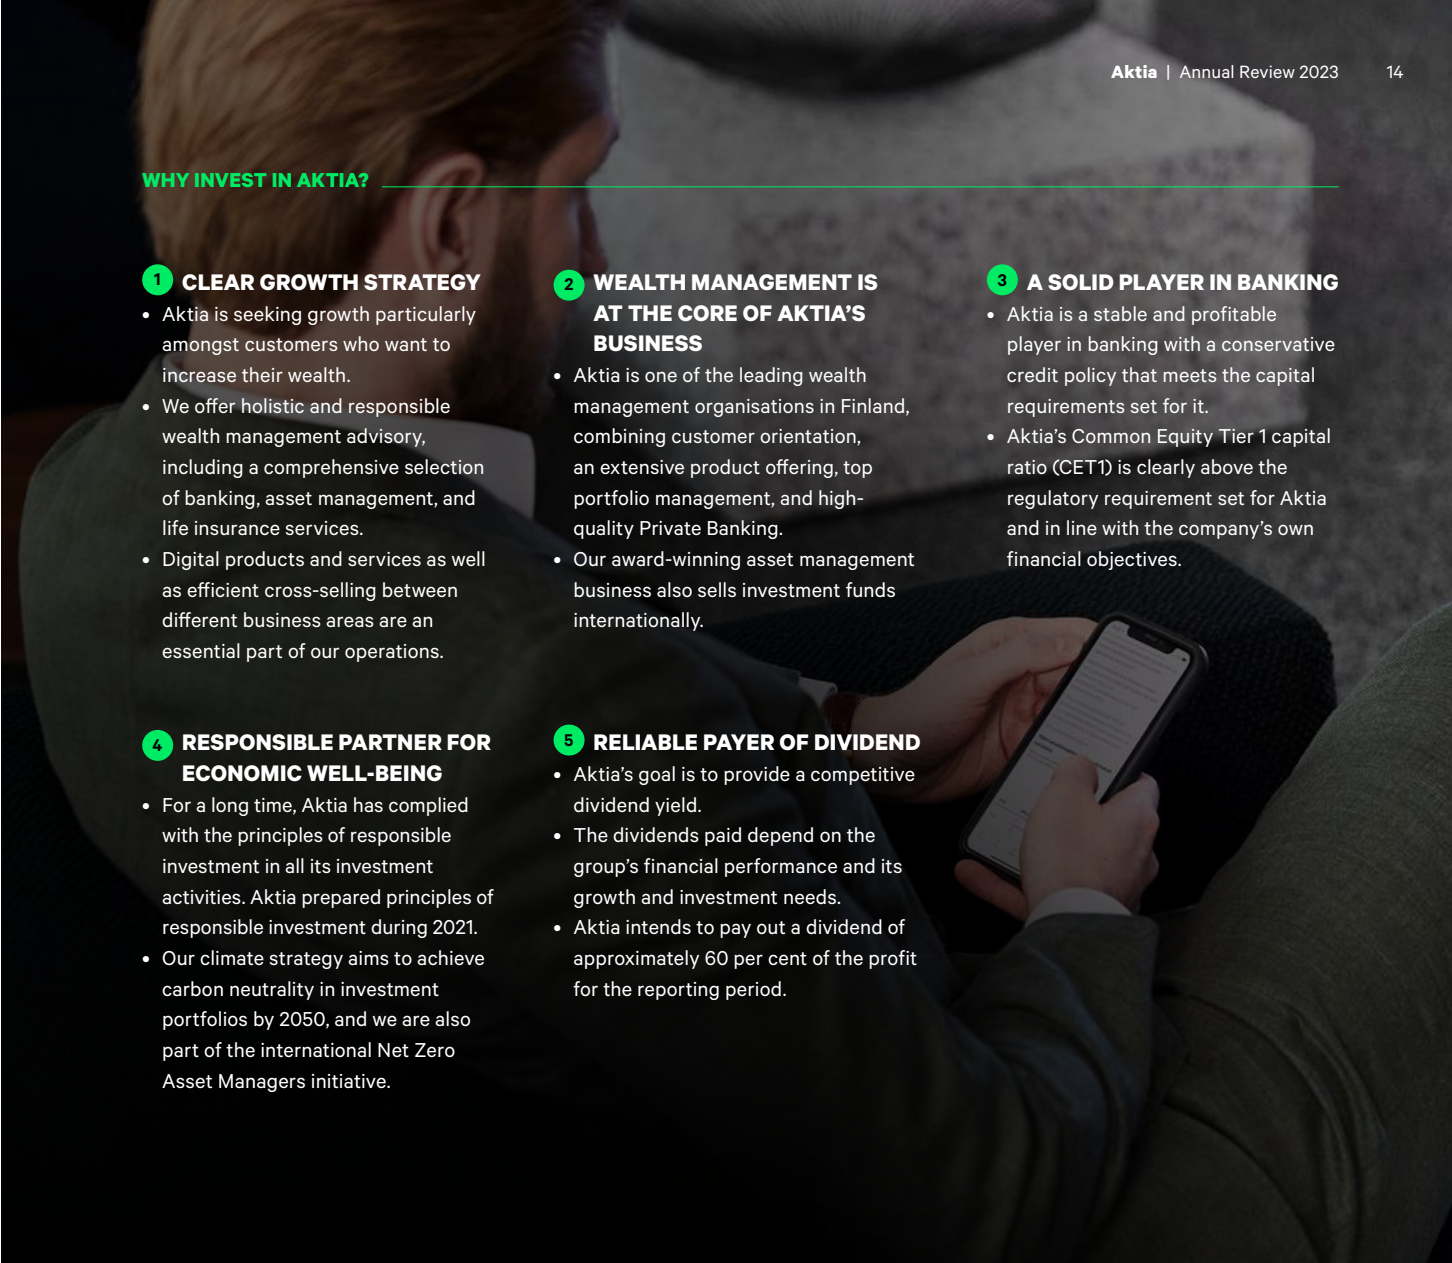 Aktia | Annual Review 2023 14
WHY INVEST IN AKTIA?
1 CLEAR GROWTH STRATEGY
• Aktia is seeking growth particularly
amongst customers who want to
increase their wealth.
• We offer holistic and responsible
wealth management advisory,
including a comprehensive selection
of banking, asset management, and
life insurance services.
• Digital products and services as well
as efficient cross-selling between
different business areas are an
essential part of our operations.
2 WEALTH MANAGEMENT IS
AT THE CORE OF AKTIA’S
BUSINESS
• Aktia is one of the leading wealth
management organisations in Finland,
combining customer orientation,
an extensive product offering, top
portfolio management, and high-
quality Private Banking.
• Our award-winning asset management
business also sells investment funds
internationally.
3 A SOLID PLAYER IN BANKING
• Aktia is a stable and profitable
player in banking with a conservative
credit policy that meets the capital
requirements set for it.
• Aktia’s Common Equity Tier 1 capital
ratio (CET1) is clearly above the
regulatory requirement set for Aktia
and in line with the company’s own
financial objectives.
4 RESPONSIBLE PARTNER FOR
ECONOMIC WELL-BEING
• For a long time, Aktia has complied
with the principles of responsible
investment in all its investment
activities. Aktia prepared principles of
responsible investment during 2021.
• Our climate strategy aims to achieve
carbon neutrality in investment
portfolios by 2050, and we are also
part of the international Net Zero
Asset Managers initiative.
5 RELIABLE PAYER OF DIVIDEND
• Aktia’s goal is to provide a competitive
dividend yield.
• The dividends paid depend on the
group’s financial performance and its
growth and investment needs.
• Aktia intends to pay out a dividend of
approximately 60 per cent of the profit
for the reporting period.